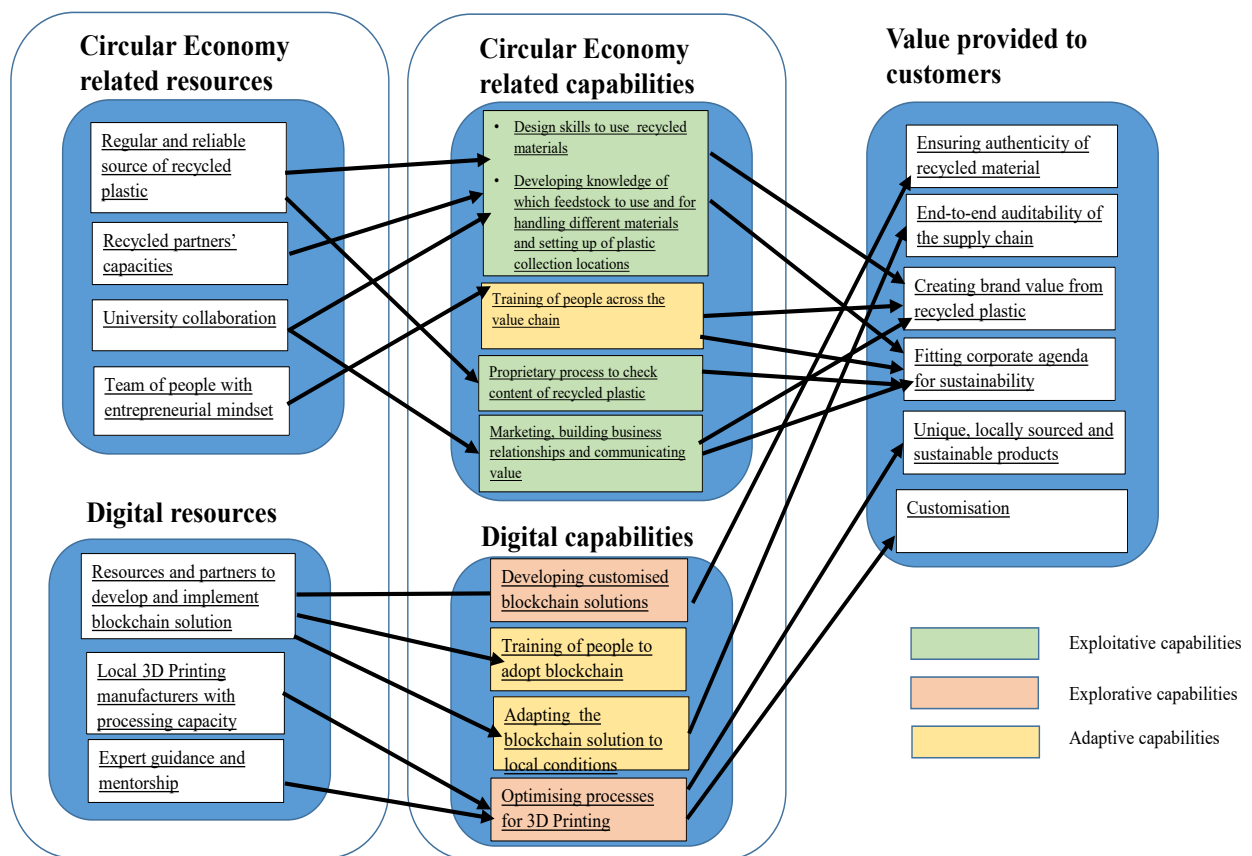 Circular Economy
related resources
Regular and reliable
source of recycled
plastic
Recycled partners’
capacities
University collaboration
Team of people with
entrepreneurial mindset
Digital resources
Resources and partners to
develop and implement
blockchain solution
Local 3D Printing
manufacturers with
processing capacity
Expert guidance and
mentorship
Circular Economy
related capabilities
• Design skills to use recycled
materials
• Developing knowledge of
which feedstock to use and for
handling different materials
and setting up of plastic
collection locations
Training of people across the
value chain
Proprietary process to check
content of recycled plastic
Marketing, building business
relationships and communicating
value
Digital capabilities
Developing customised
blockchain solutions
Training of people to
adopt blockchain
Adapting the
blockchain solution to
local conditions
Optimising processes
for 3D Printing
Value provided to
customers
Ensuring authenticity of
recycled material
End-to-end auditability of
the supply chain
Creating brand value from
recycled plastic
Fitting corporate agenda
for sustainability
Unique, locally sourced and
sustainable products
Customisation
Exploitative capabilities
Explorative capabilities
Adaptive capabilities